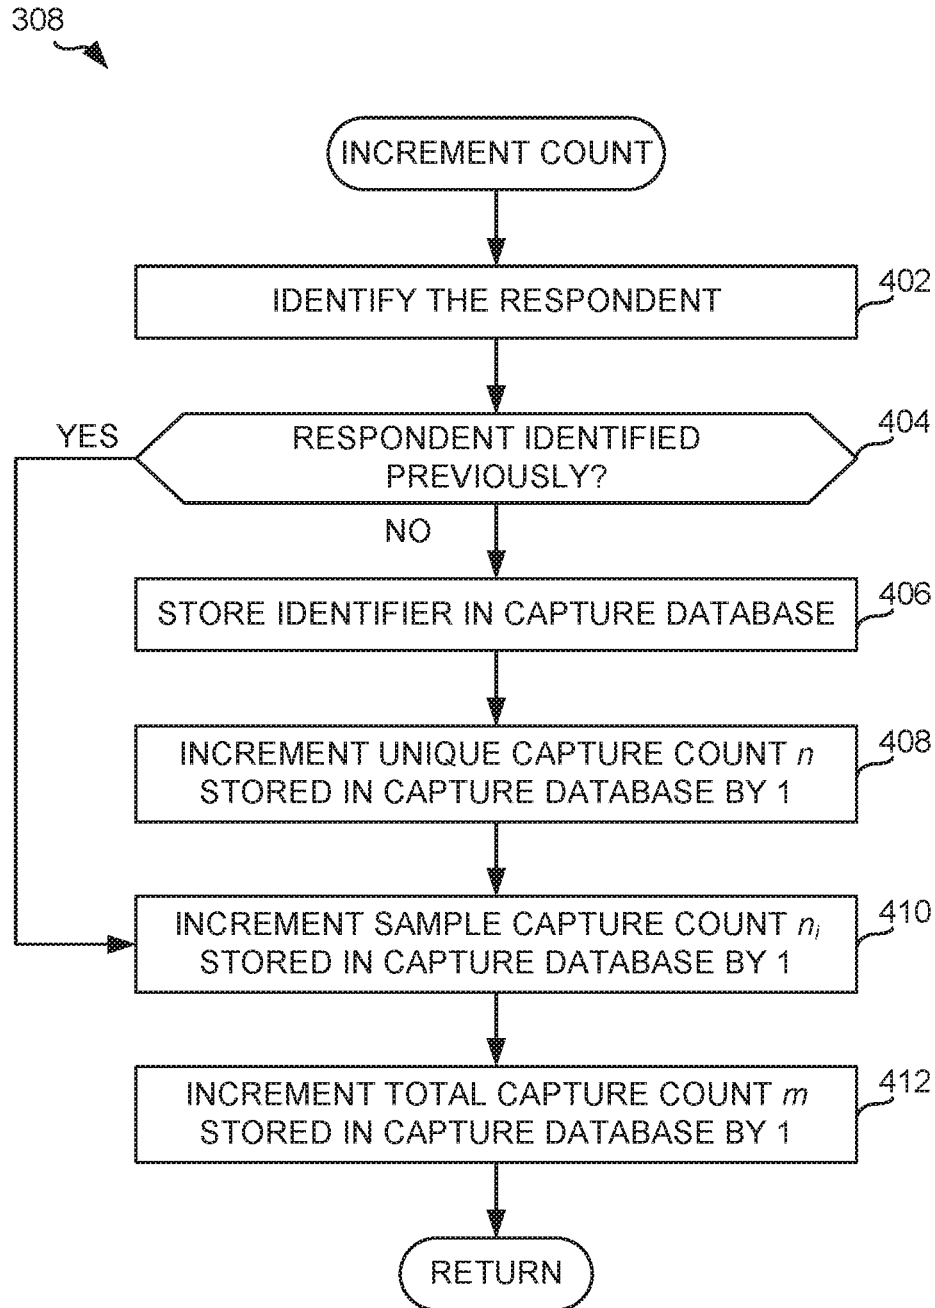 308
INCREMENT COUNT
IDENTIFY THE RESPONDENT
402
YES
RESPONDENT IDENTIFIED
PREVIOUSLY?
404
NO
STORE IDENTIFIER IN CAPTURE DATABASE
406
INCREMENT UNIQUE CAPTURE COUNT n
STORED IN CAPTURE DATABASE BY 1
408
INCREMENT SAMPLE CAPTURE COUNT nᵢ
STORED IN CAPTURE DATABASE BY 1
410
INCREMENT TOTAL CAPTURE COUNT m
STORED IN CAPTURE DATABASE BY 1
412
RETURN